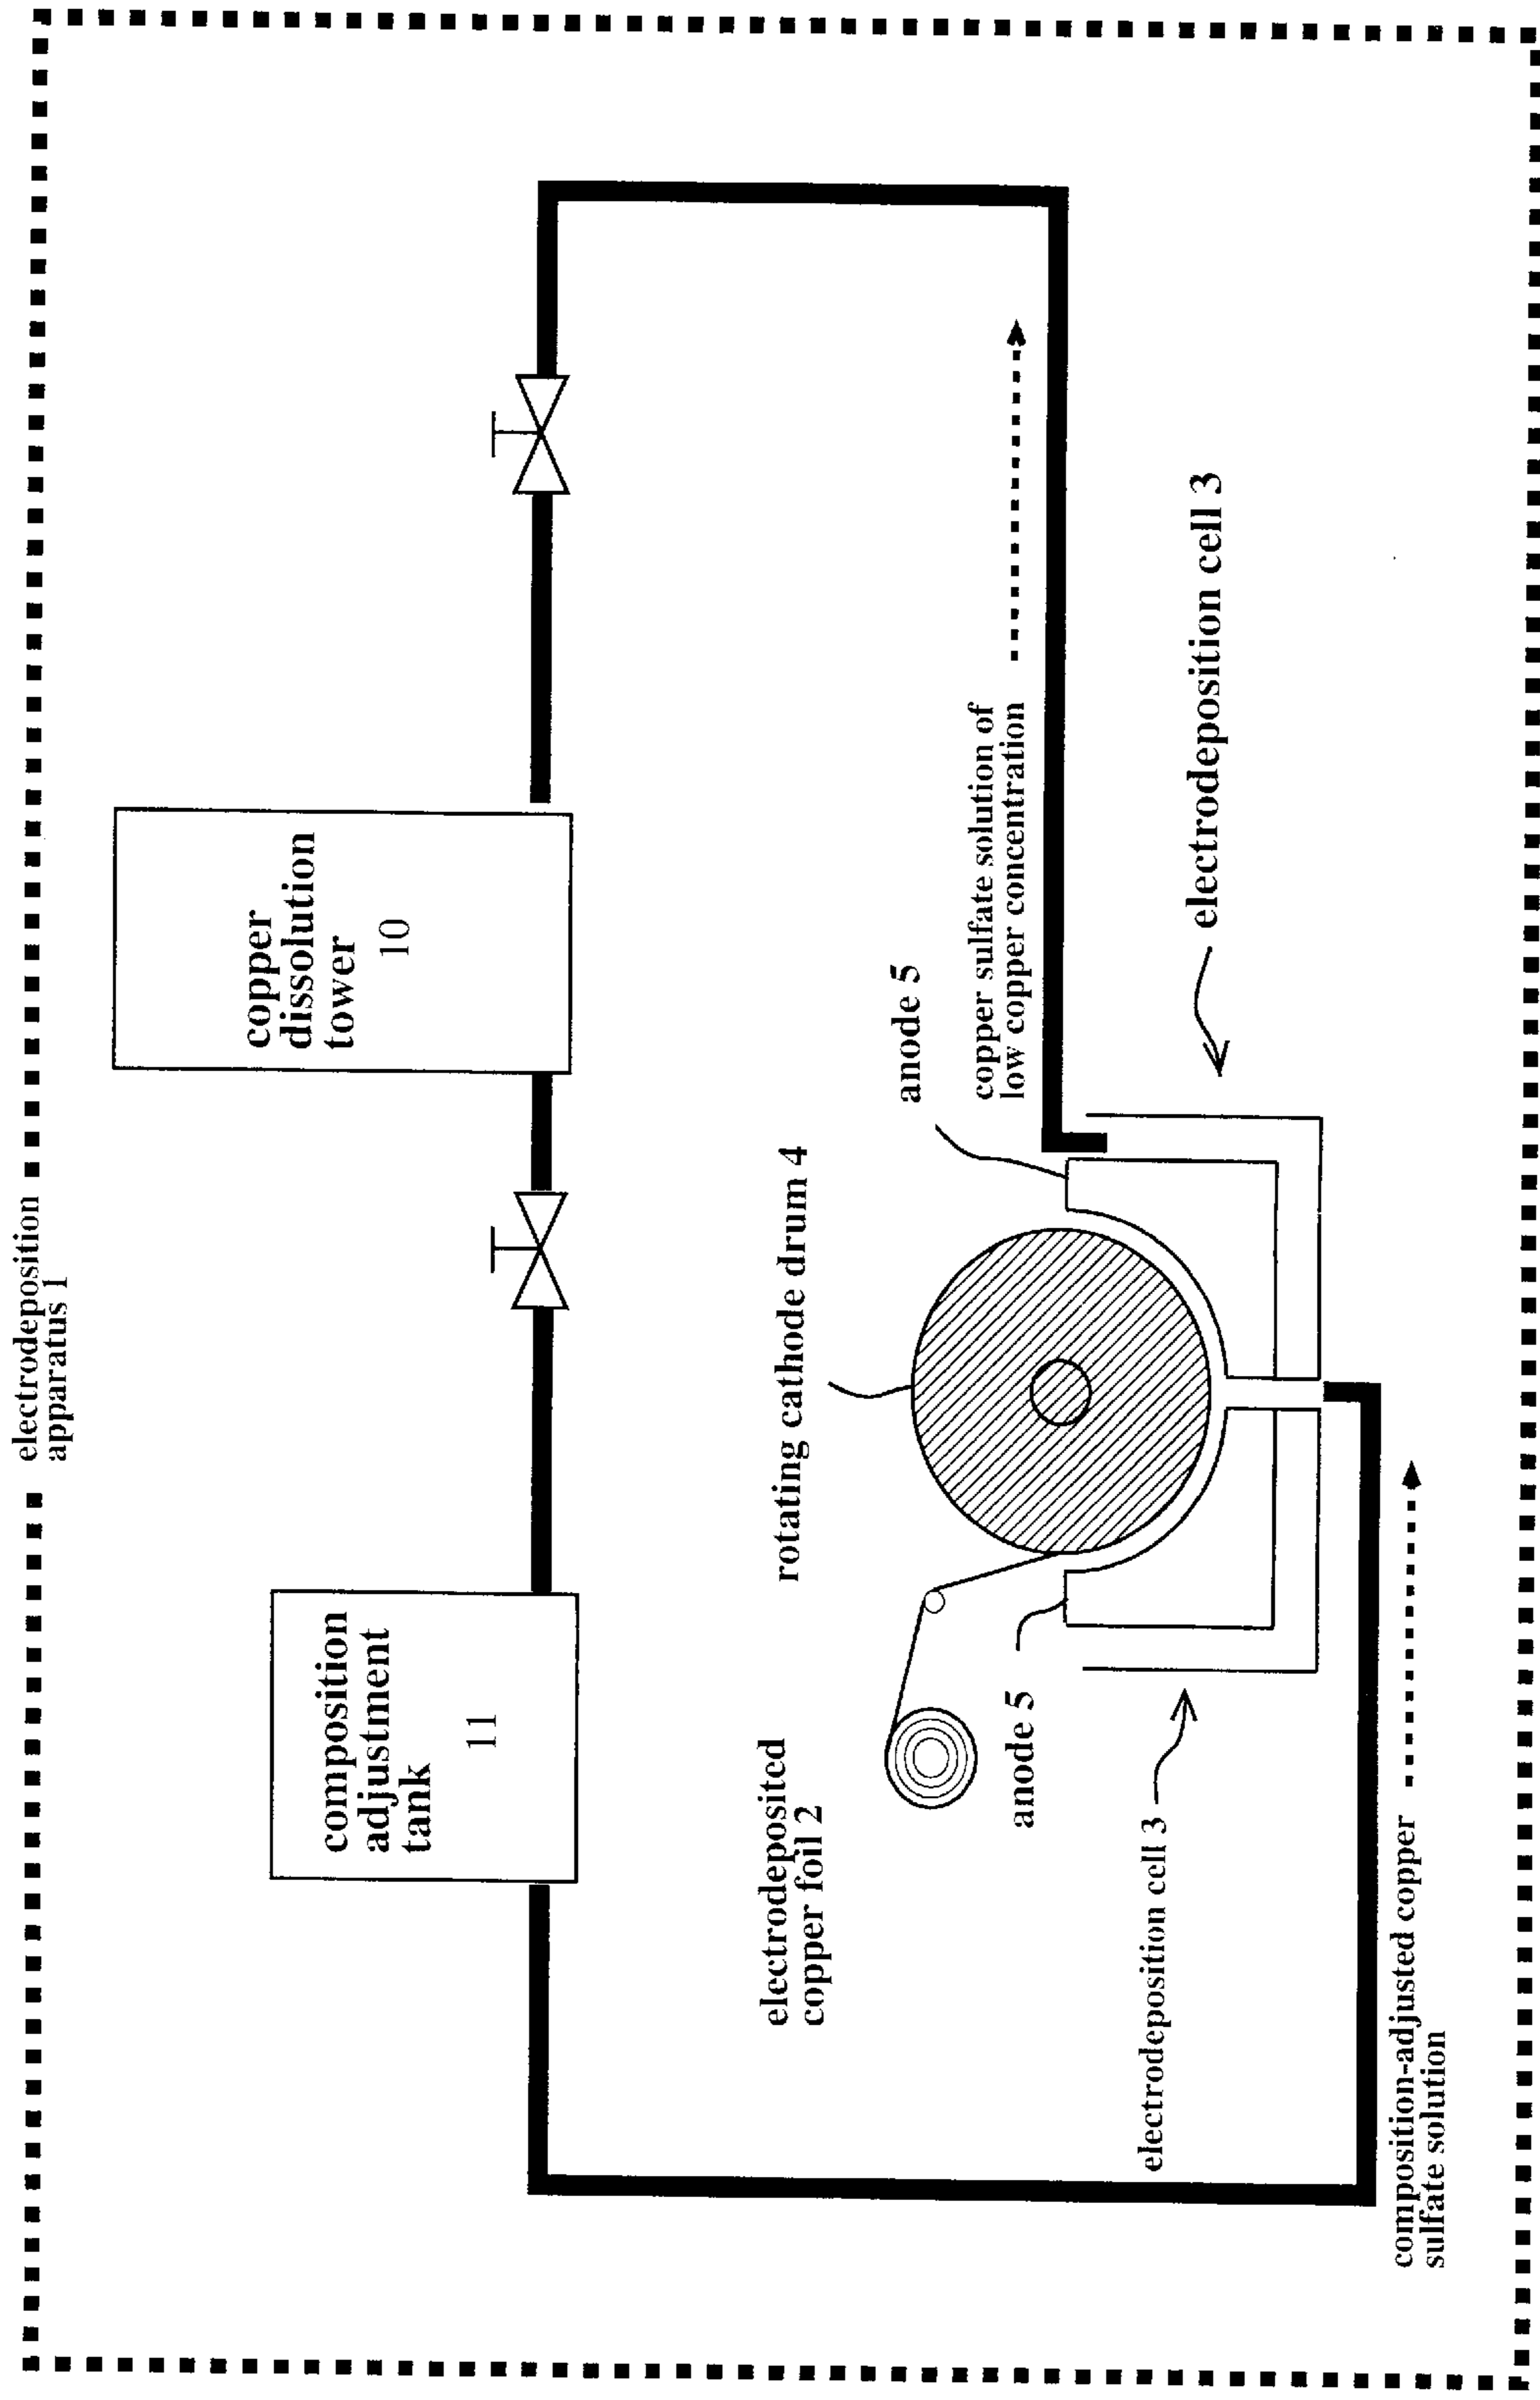 electrodeposition
apparatus 1
composition
adjustment
tank
11
copper
dissolution
tower
10
electrodeposited
copper foil 2
rotating cathode drum 4
anode 5
anode 5
copper sulfate solution of
low copper concentration
electrodeposition cell 3
electrodeposition cell 3
composition-adjusted copper
sulfate solution